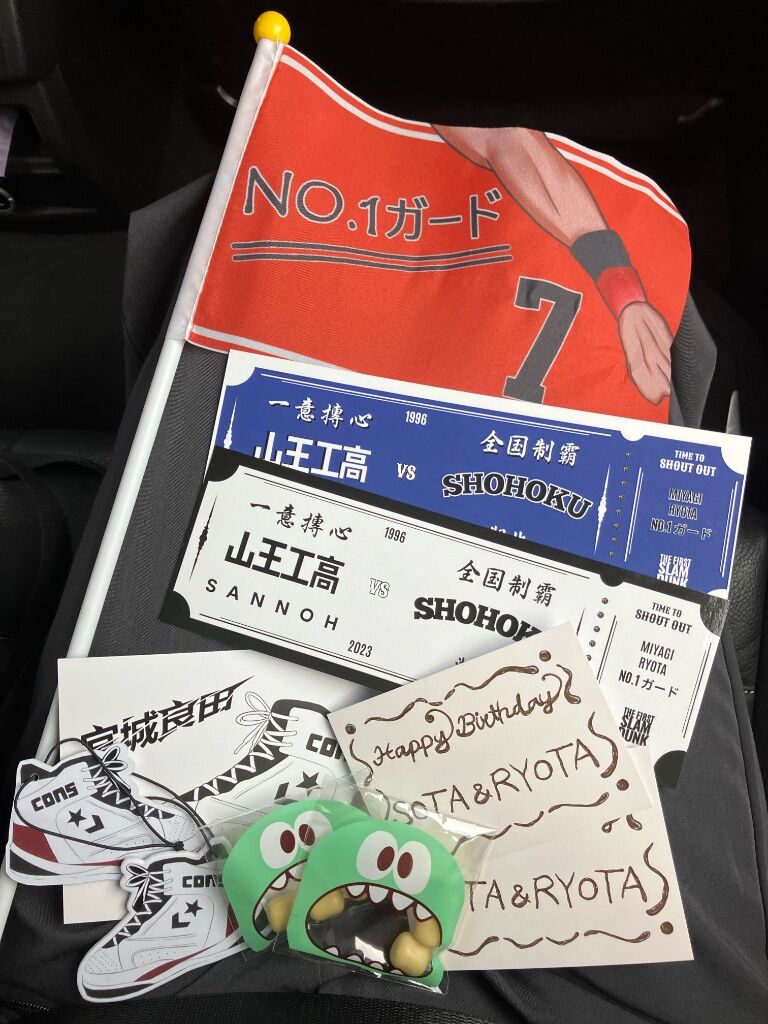 NO.1ガード
7
一意摶心
1996
全国制覇
山王工高
VS
SHOHOKU
TIME TO
SHOUT OUT
MIYAGI
RYOTA
NO.1ガード
THE FIRST
SLAM
DUNK
一意摶心
1996
全国制覇
山王工高
VS
SHOHOK
SANNOH
2023
TIME TO
SHOUT OUT
MIYAGI
RYOTA
NO.1ガード
THE FIRST
SLAM
DUNK
宮城良田
CONS
CONS
Happy Birthday
SOTA & RYOTA
TA & RYOTA
CONS